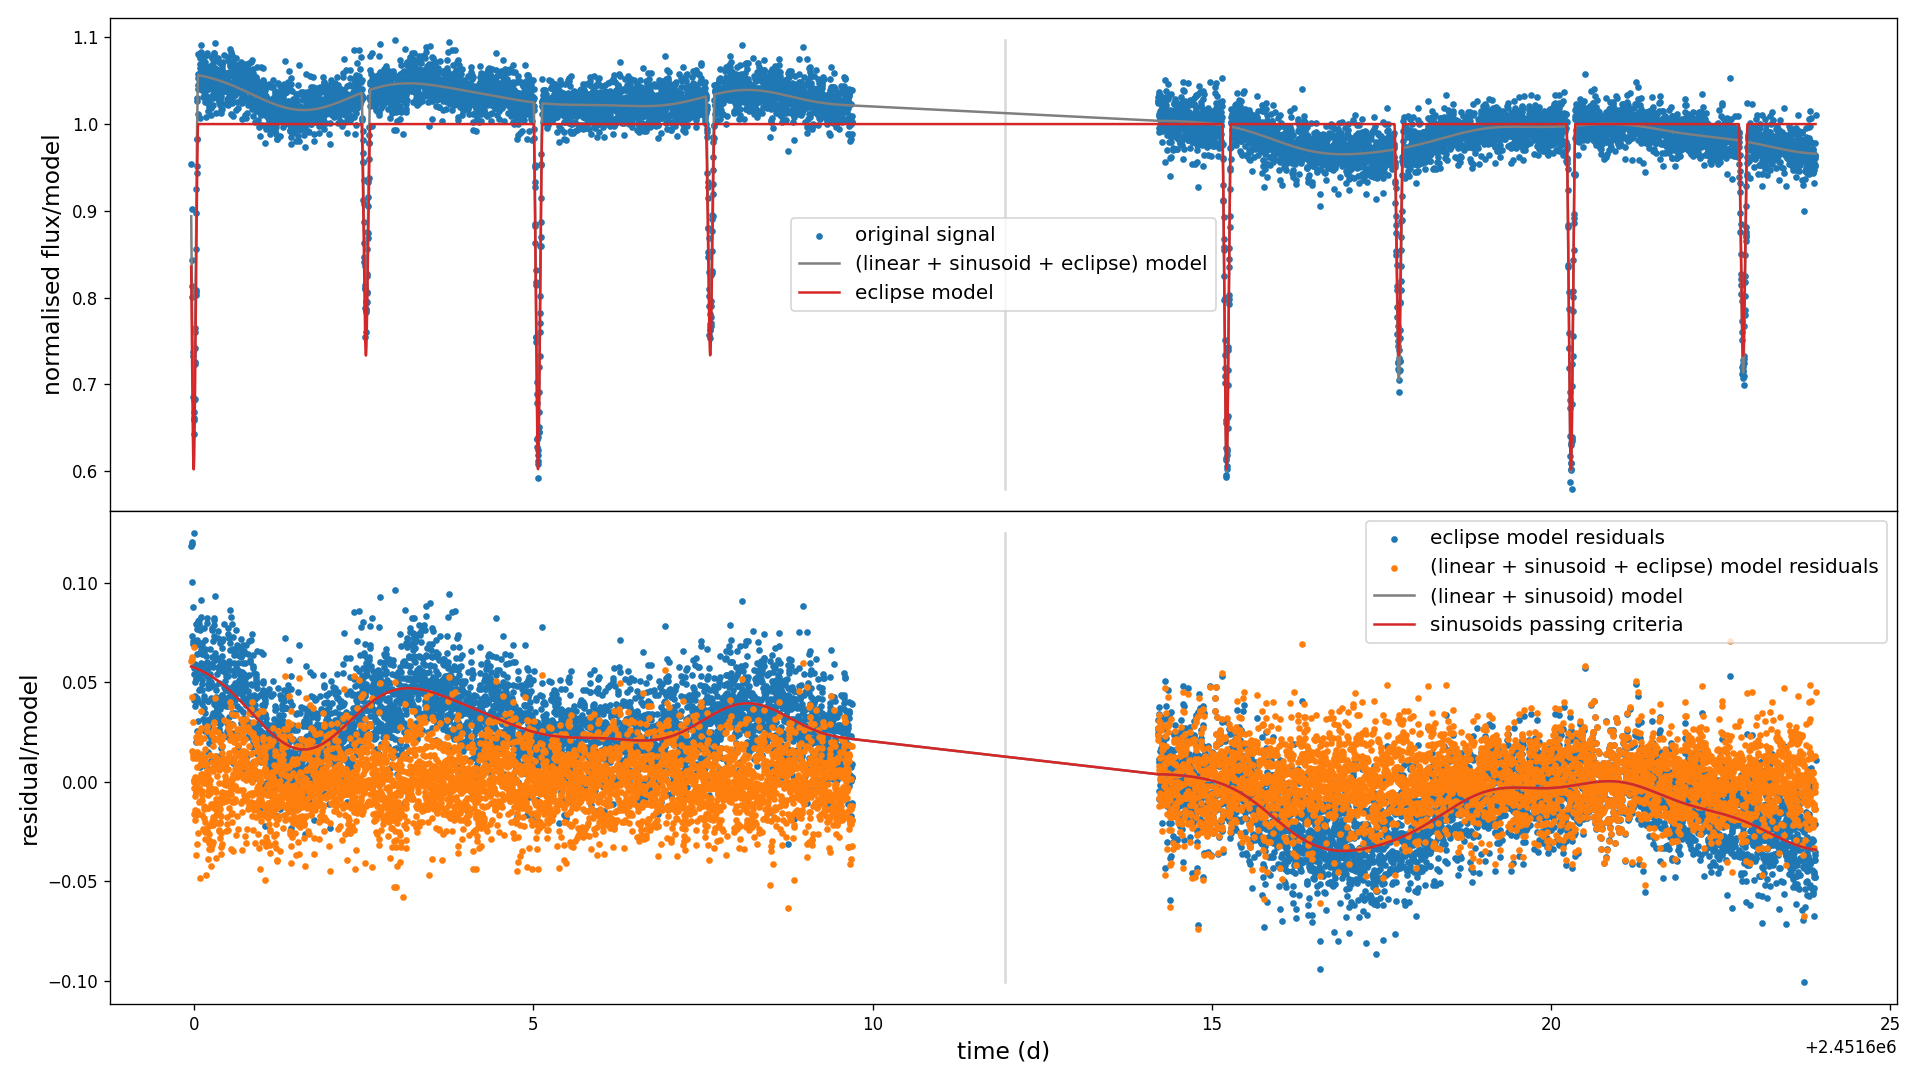 1.1
1.0
0.9
0.8
0.7
0.6
normalised flux/model
original signal
(linear + sinusoid + eclipse) model
eclipse model
0.10
0.05
0.00
−0.05
−0.10
residual/model
eclipse model residuals
(linear + sinusoid + eclipse) model residuals
(linear + sinusoid) model
sinusoids passing criteria
0 5 10 15 20 25
time (d)
+2.4516e6